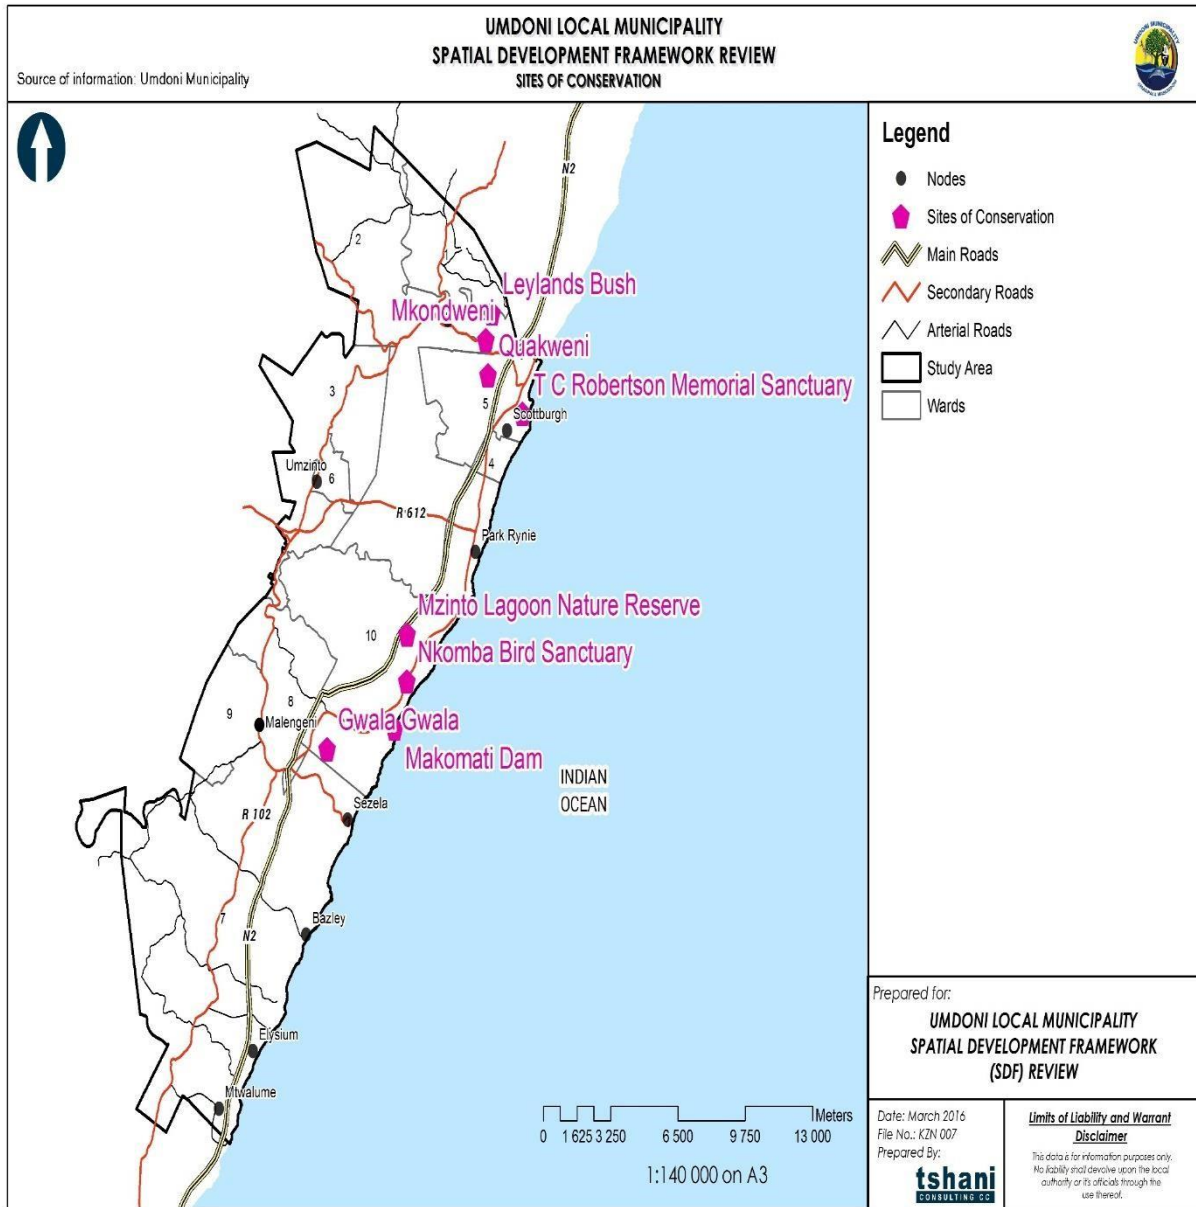 UMDONI LOCAL MUNICIPALITY
SPATIAL DEVELOPMENT FRAMEWORK REVIEW
SITES OF CONSERVATION
Source of information: Umdoni Municipality
UMDONI MUNICIPALITY
N2
2
1
Leylands Bush
Mkondweni
Quakweni
T C Robertson Memorial Sanctuary
3
5
Scottburgh
4
Umzinto
6
R 612
Park Rynie
Mzinto Lagoon Nature Reserve
10
Nkomba Bird Sanctuary
8
9
Malengeni
Gwala Gwala
Makomati Dam
INDIAN
OCEAN
Sezela
R 102
7
Bazley
N2
Elysium
Mtwalume
Meters
0 1 625 3 250 6 500 9 750 13 000
1:140 000 on A3
Legend
Nodes
Sites of Conservation
Main Roads
Secondary Roads
Arterial Roads
Study Area
Wards
Prepared for:
UMDONI LOCAL MUNICIPALITY
SPATIAL DEVELOPMENT FRAMEWORK
(SDF) REVIEW
Date: March 2016
File No.: KZN 007
Prepared By:
tshani
CONSULTING CC
Limits of Liability and Warrant
Disclaimer
This data is for information purposes only.
No liability shall devolve upon the local
authority or it's officials through the
use thereof.